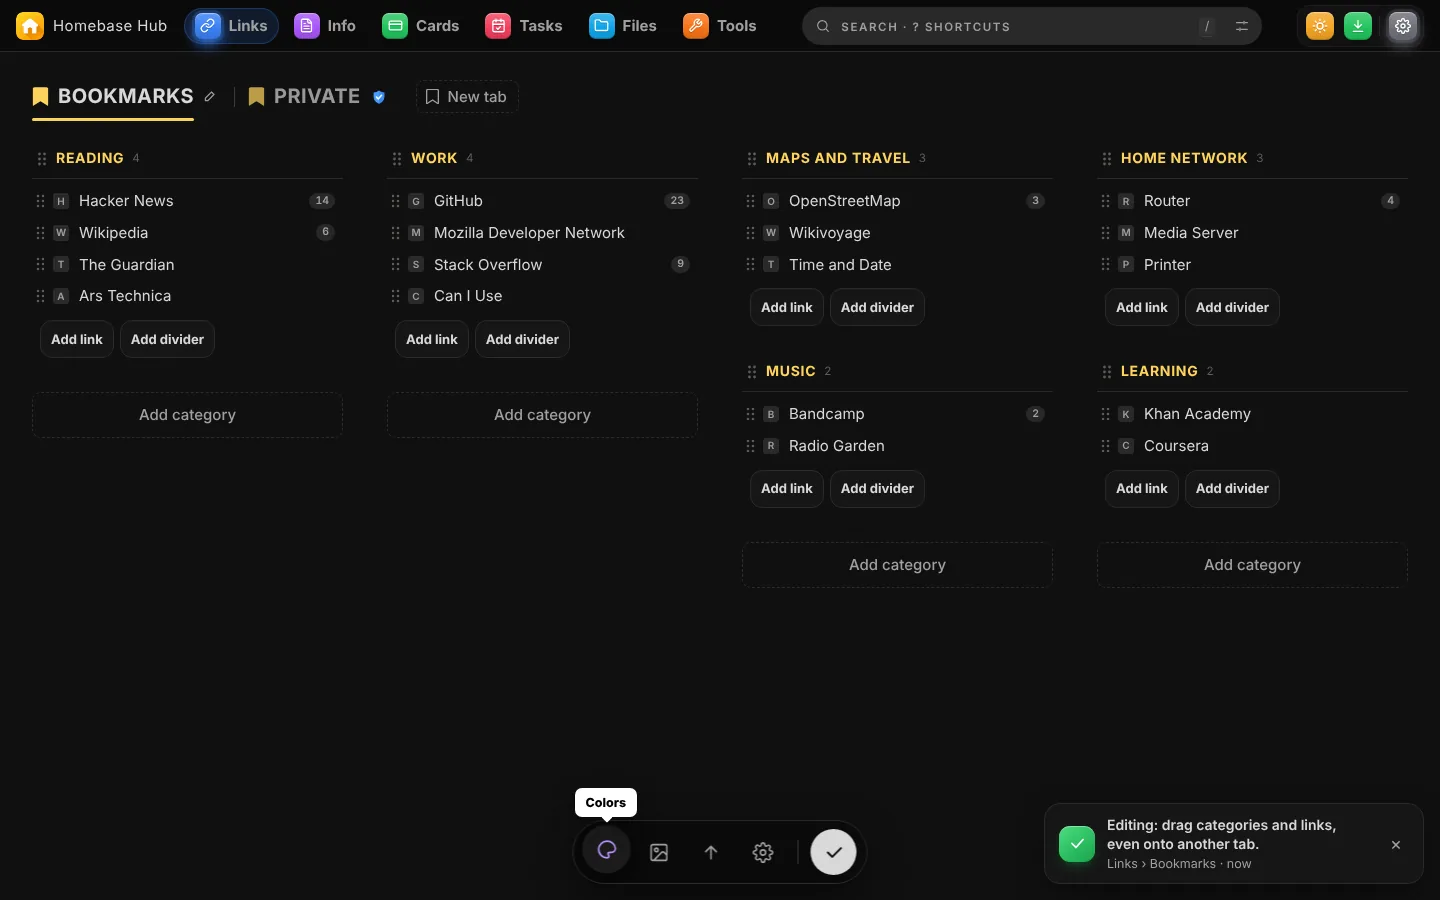 Homebase Hub
Links
Info
Cards
Tasks
Files
Tools
SEARCH · ? SHORTCUTS
/
BOOKMARKS
PRIVATE
New tab
READING 4
H Hacker News 14
W Wikipedia 6
T The Guardian
A Ars Technica
Add link Add divider
Add category
WORK 4
G GitHub 23
M Mozilla Developer Network
S Stack Overflow 9
C Can I Use
Add link Add divider
Add category
MAPS AND TRAVEL 3
O OpenStreetMap 3
W Wikivoyage
T Time and Date
Add link Add divider
MUSIC 2
B Bandcamp 2
R Radio Garden
Add link Add divider
Add category
HOME NETWORK 3
R Router 4
M Media Server
P Printer
Add link Add divider
LEARNING 2
K Khan Academy
C Coursera
Add link Add divider
Add category
Colors
Editing: drag categories and links,
even onto another tab.
Links › Bookmarks · now